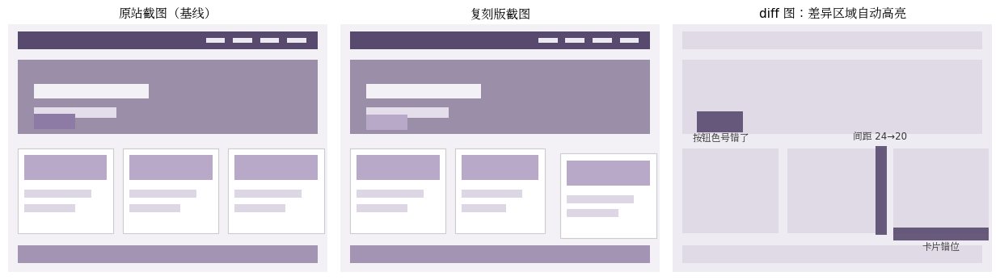 原站截图（基线）
复刻版截图
diff 图：差异区域自动高亮
按钮色号错了
间距 24→20
卡片错位